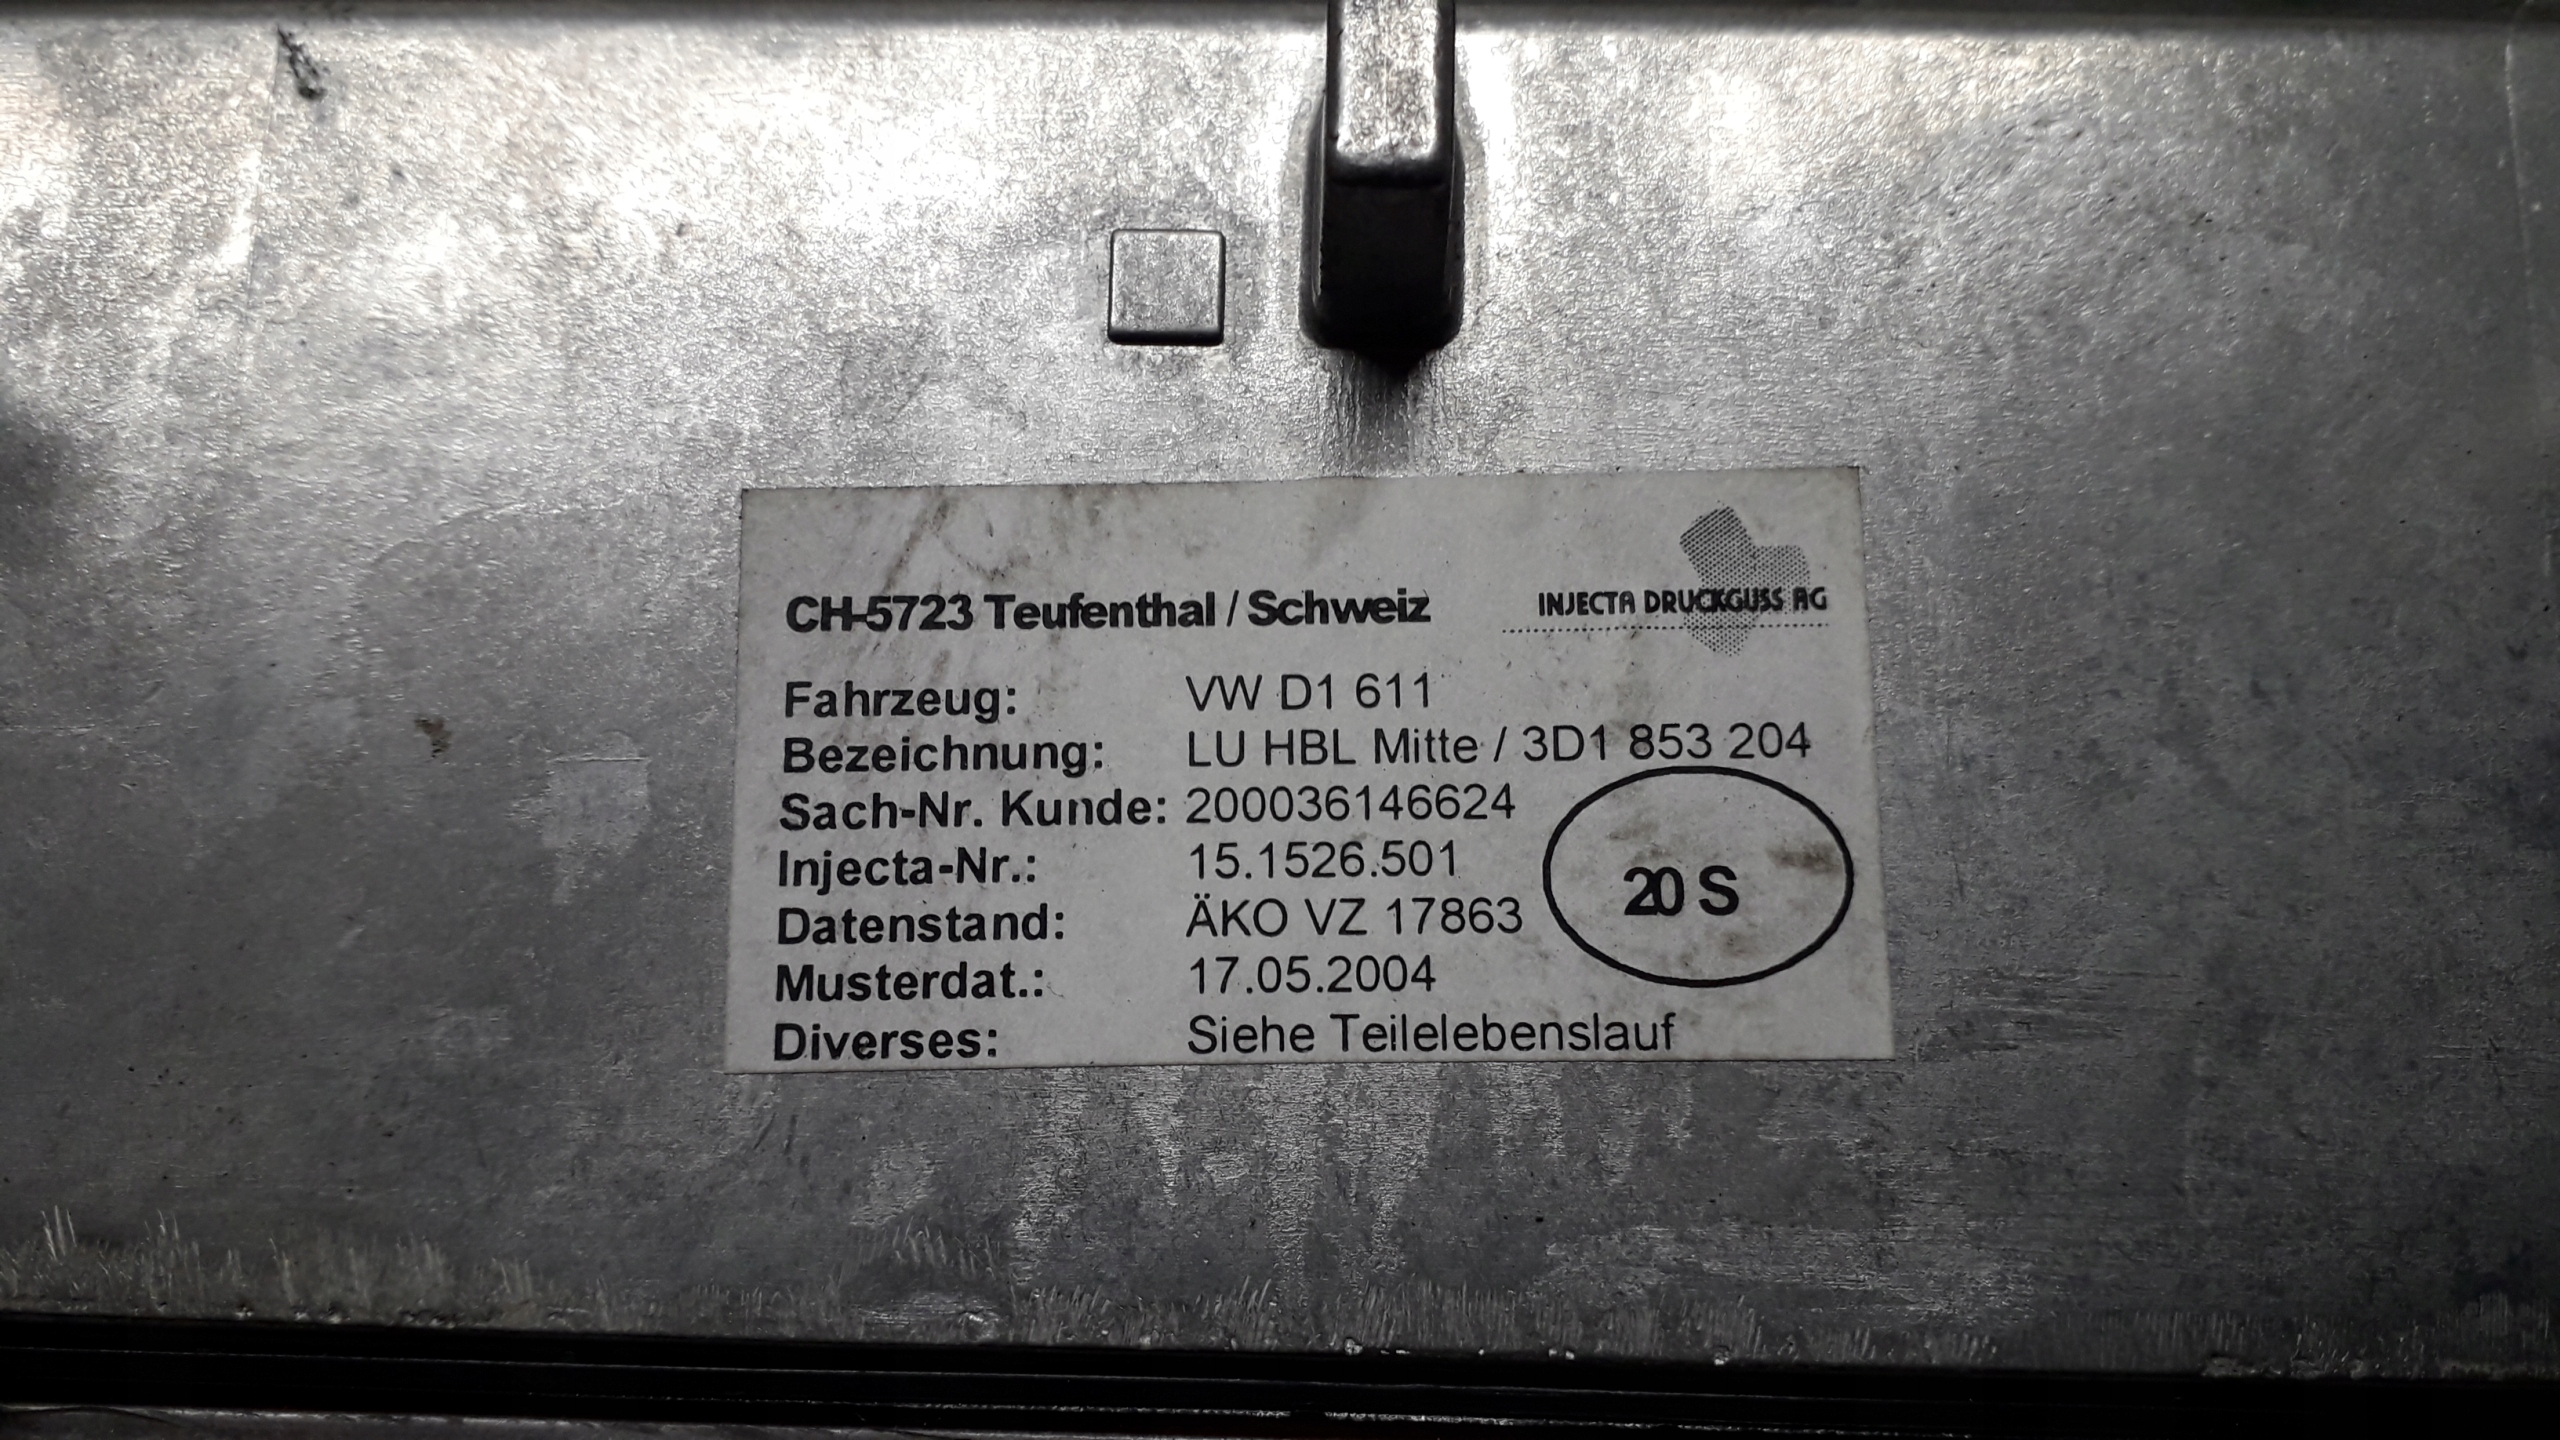 CH-5723 Teufenthal / Schweiz
INJECTA DRUCKGUSS AG
Fahrzeug: VW D1 611
Bezeichnung: LU HBL Mitte / 3D1 853 204
Sach-Nr. Kunde: 200036146624
Injecta-Nr.: 15.1526.501
Datenstand: ÄKO VZ 17863
20 S
Musterdat.: 17.05.2004
Diverses: Siehe Teilelebenslauf